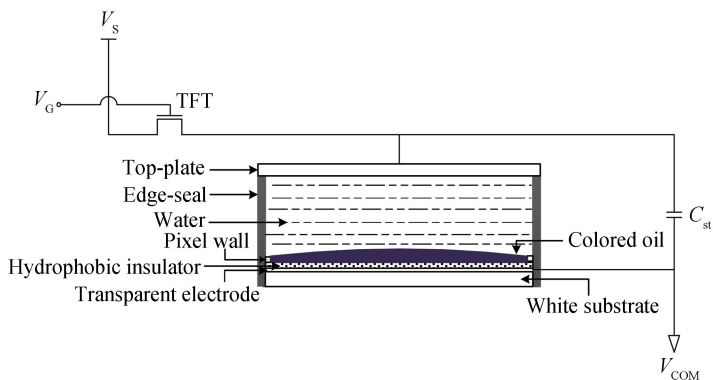 V_S
V_G
TFT
Top-plate
Edge-seal
Water
Pixel wall
Hydrophobic insulator
Transparent electrode
Colored oil
White substrate
C_st
V_COM